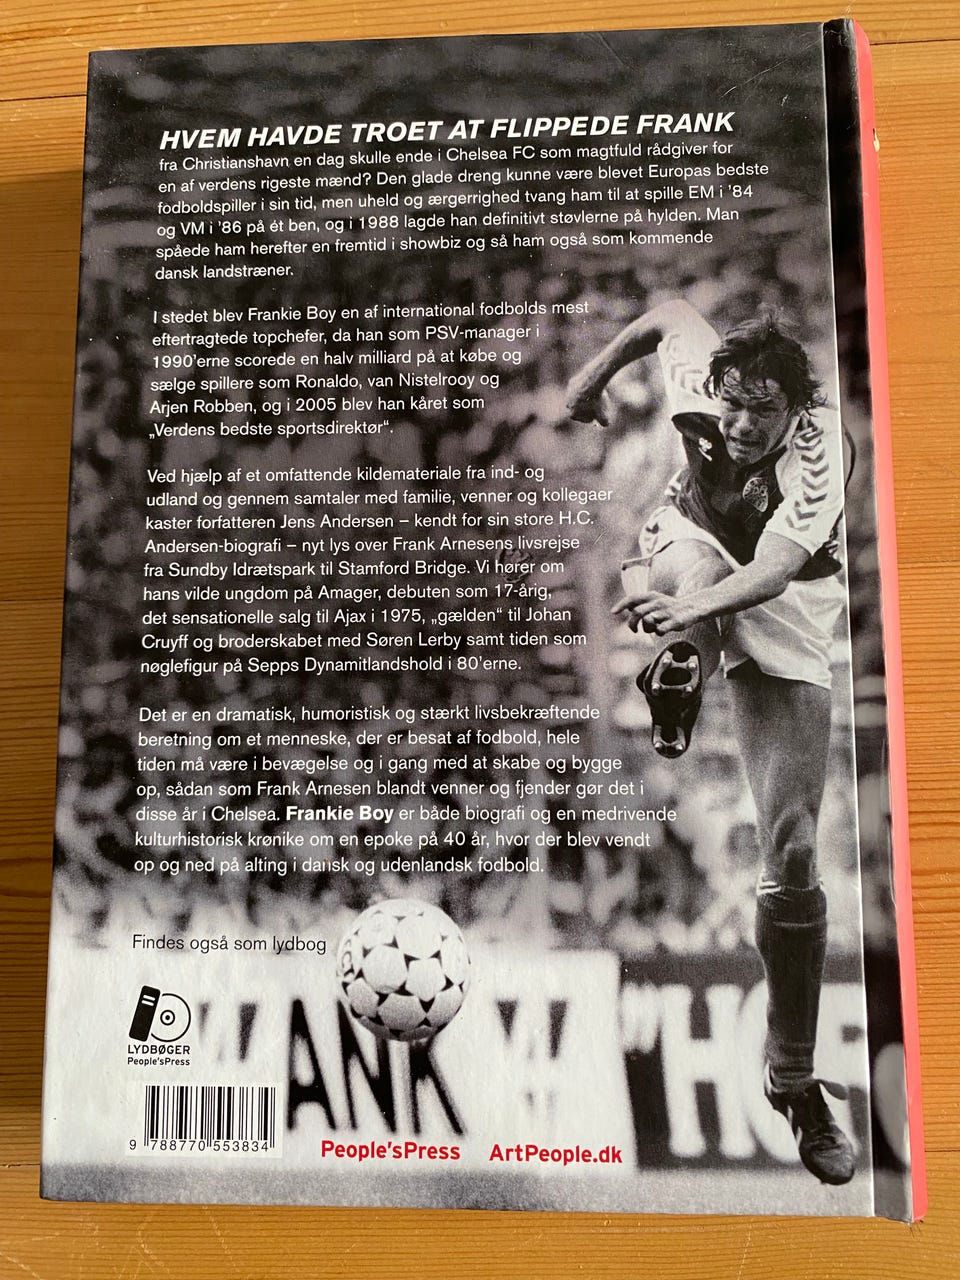 HVEM HAVDE TROET AT FLIPPEDE FRANK
fra Christianshavn en dag skulle ende i Chelsea FC som magtfuld rådgiver for
en af verdens rigeste mænd? Den glade dreng kunne være blevet Europas bedste
fodboldspiller i sin tid, men uheld og ærgerrighed tvang ham til at spille EM i '84
og VM i '86 på ét ben, og i 1988 lagde han definitivt støvlerne på hylden. Man
spåede ham herefter en fremtid i showbiz og så ham også som kommende
dansk landstræner.
I stedet blev Frankie Boy en af international fodbolds mest
eftertragtede topchefer, da han som PSV-manager i
1990'erne scorede en halv milliard på at købe og
sælge spillere som Ronaldo, van Nistelrooy og
Arjen Robben, og i 2005 blev han kåret som
„Verdens bedste sportsdirektør“.
Ved hjælp af et omfattende kildemateriale fra ind- og
udland og gennem samtaler med familie, venner og kollegaer
kaster forfatteren Jens Andersen – kendt for sin store H.C.
Andersen-biografi – nyt lys over Frank Arnesens livsrejse
fra Sundby Idrætspark til Stamford Bridge. Vi hører om
hans vilde ungdom på Amager, debuten som 17-årig,
det sensationelle salg til Ajax i 1975, „gælden“ til Johan
Cruyff og broderskabet med Søren Lerby samt tiden som
nøglefigur på Sepps Dynamitlandshold i 80'erne.
Det er en dramatisk, humoristisk og stærkt livsbekræftende
beretning om et menneske, der er besat af fodbold, hele
tiden må være i bevægelse og i gang med at skabe og bygge
op, sådan som Frank Arnesen blandt venner og fjender gør det i
disse år i Chelsea. Frankie Boy er både biografi og en medrivende
kulturhistorisk krønike om en epoke på 40 år, hvor der blev vendt
op og ned på alting i dansk og udenlandsk fodbold.
Findes også som lydbog
LYDBØGER
People'sPress
9 788770 553834
People'sPress ArtPeople.dk